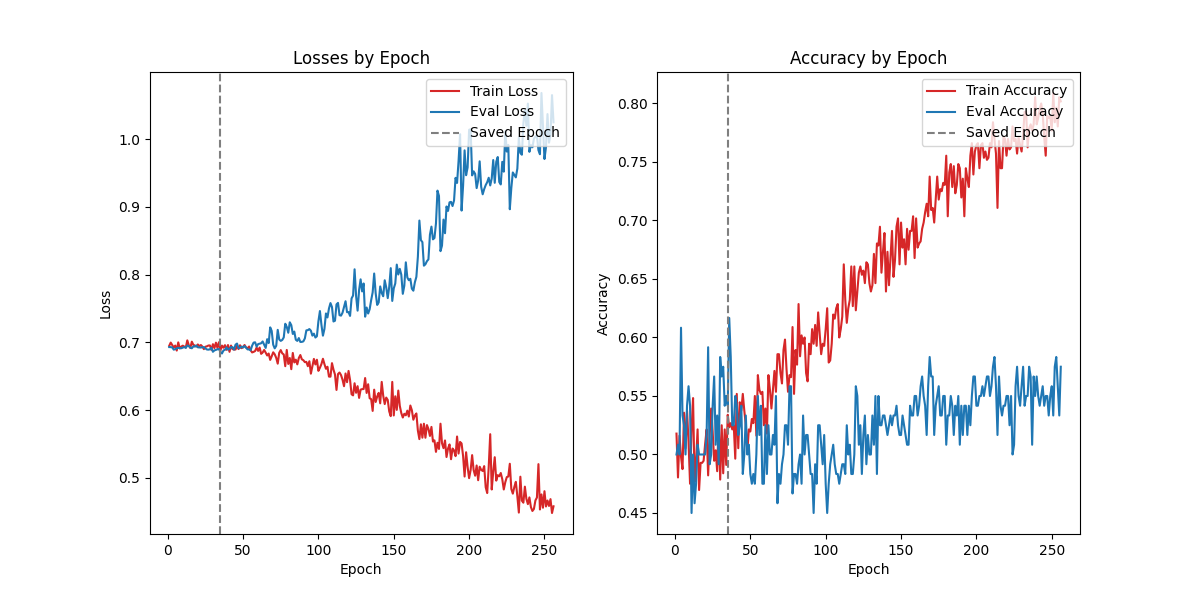 Losses by Epoch
Train Loss
Eval Loss
Saved Epoch
1.0
0.9
0.8
0.7
0.6
0.5
Loss
0
50
100
150
200
250
Epoch
Accuracy by Epoch
Train Accuracy
Eval Accuracy
Saved Epoch
0.80
0.75
0.70
0.65
0.60
0.55
0.50
0.45
Accuracy
0
50
100
150
200
250
Epoch